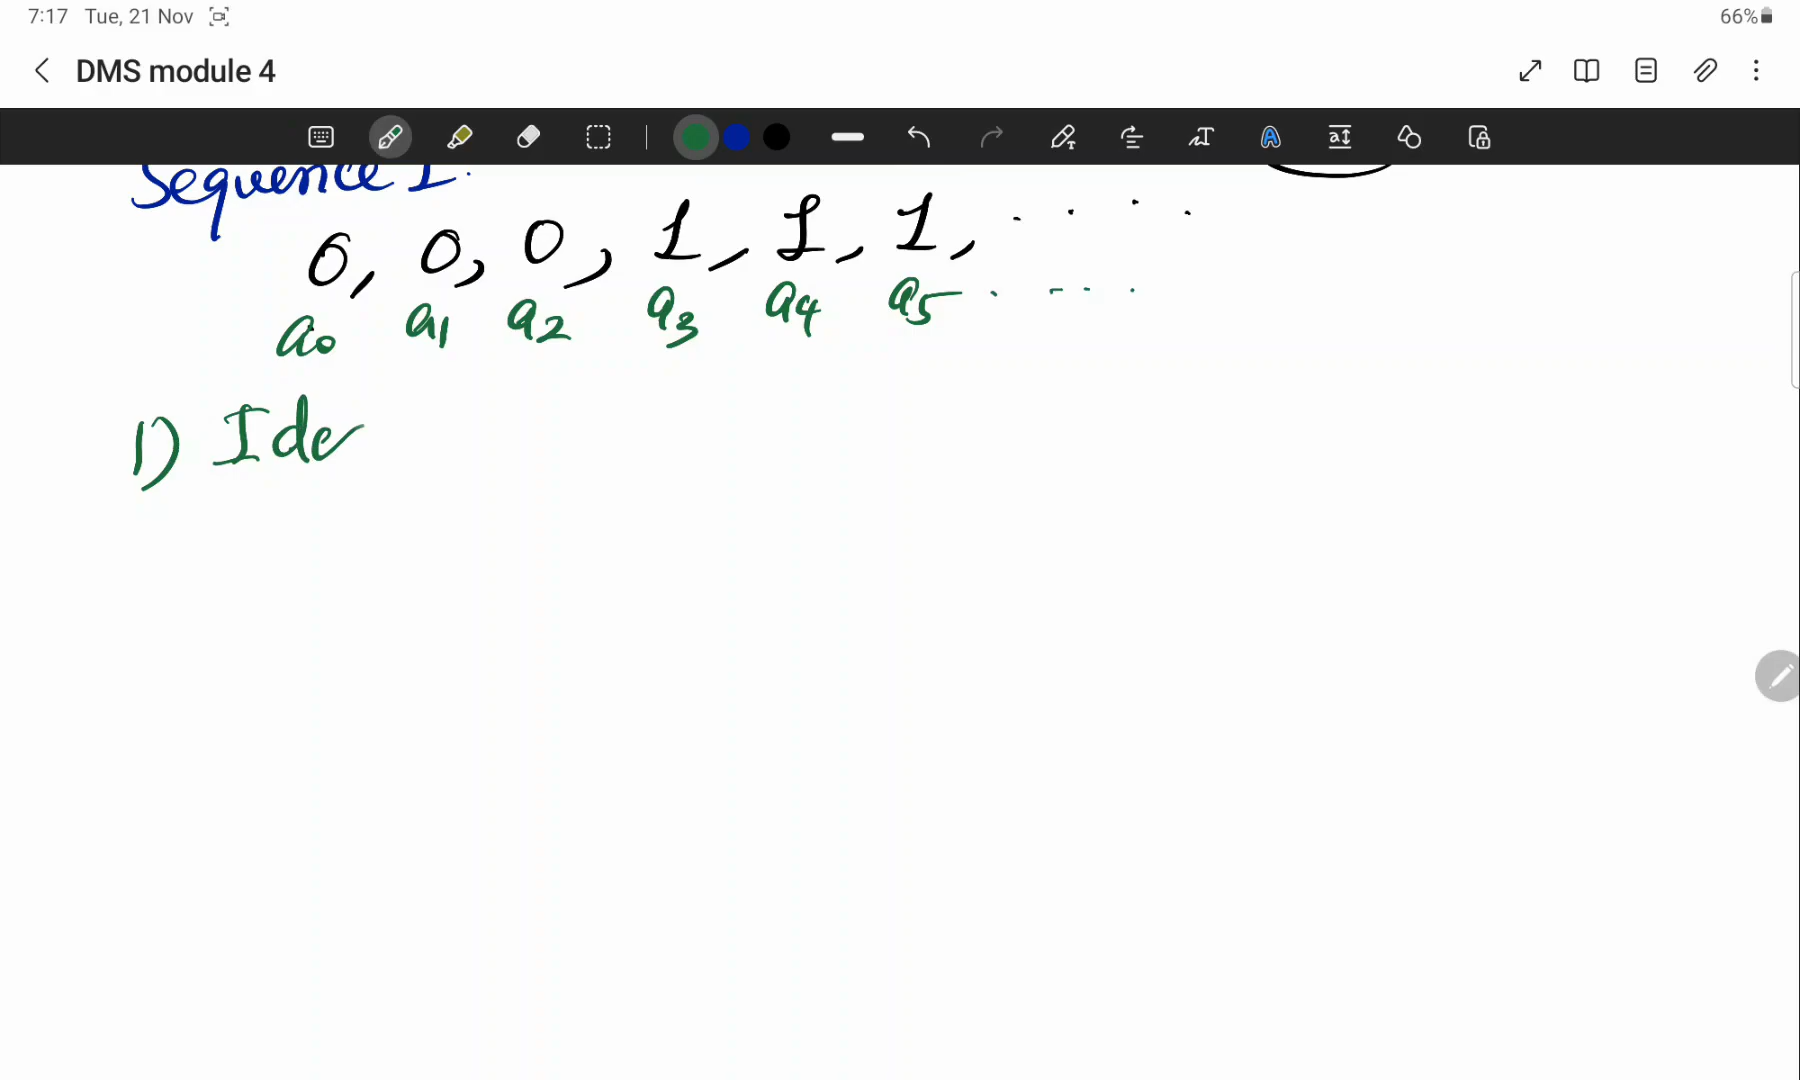 7:17 Tue, 21 Nov 66%
DMS module 4
Sequence 1.
0, 0, 0, 1, 1, 1, . . . .
a0 a1 a2 a3 a4 a5 - . - - .
1) Ide